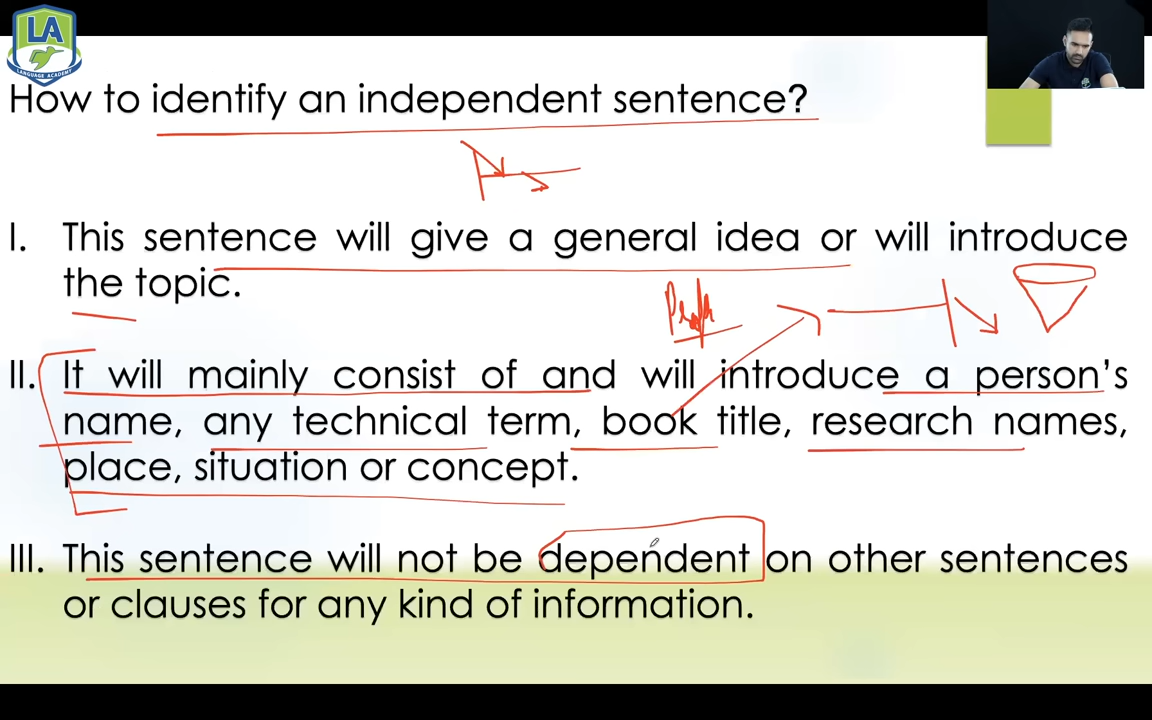 LA
LANGUAGE ACADEMY
How to identify an independent sentence?
I. This sentence will give a general idea or will introduce
the topic.
II. It will mainly consist of and will introduce a person's
name, any technical term, book title, research names,
place, situation or concept.
III. This sentence will not be dependent on other sentences
or clauses for any kind of information.